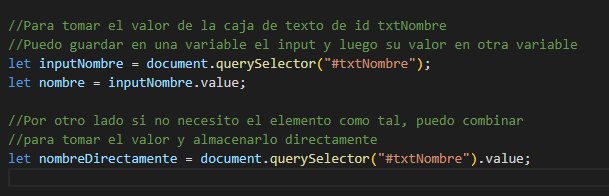 //Para tomar el valor de la caja de texto de id txtNombre
//Puedo guardar en una variable el input y luego su valor en otra variable
let inputNombre = document.querySelector("#txtNombre");
let nombre = inputNombre.value;
//Por otro lado si no necesito el elemento como tal, puedo combinar
//para tomar el valor y almacenarlo directamente
let nombreDirectamente = document.querySelector("#txtNombre").value;